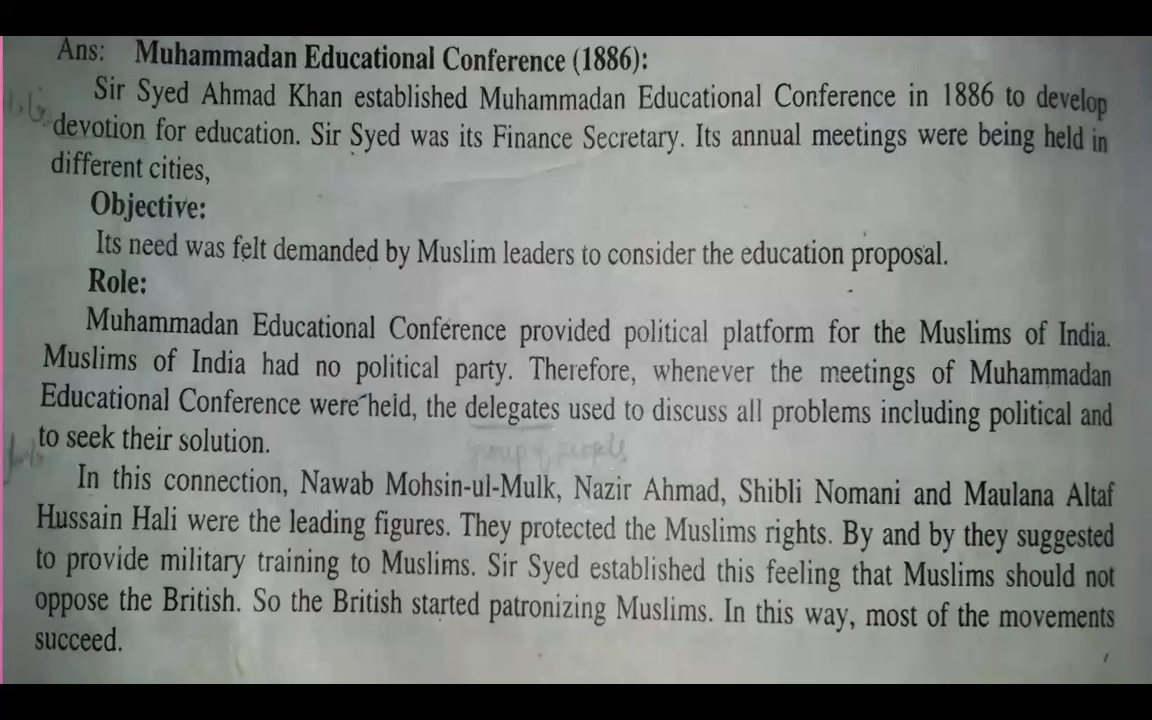 Ans: Muhammadan Educational Conference (1886):
Sir Syed Ahmad Khan established Muhammadan Educational Conference in 1886 to develop
devotion for education. Sir Syed was its Finance Secretary. Its annual meetings were being held in
different cities,
Objective:
Its need was felt demanded by Muslim leaders to consider the education proposal.
Role:
Muhammadan Educational Conference provided political platform for the Muslims of India.
Muslims of India had no political party. Therefore, whenever the meetings of Muhammadan
Educational Conference were held, the delegates used to discuss all problems including political and
to seek their solution.
group of peopls
In this connection, Nawab Mohsin-ul-Mulk, Nazir Ahmad, Shibli Nomani and Maulana Altaf
Hussain Hali were the leading figures. They protected the Muslims rights. By and by they suggested
to provide military training to Muslims. Sir Syed established this feeling that Muslims should not
oppose the British. So the British started patronizing Muslims. In this way, most of the movements
succeed.